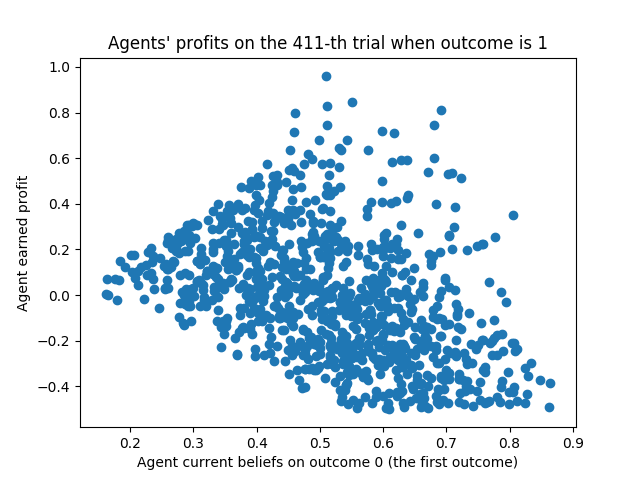 Agents' profits on the 411-th trial when outcome is 1
1.0
0.8
0.6
0.4
0.2
0.0
−0.2
−0.4
Agent earned profit
0.2 0.3 0.4 0.5 0.6 0.7 0.8 0.9
Agent current beliefs on outcome 0 (the first outcome)